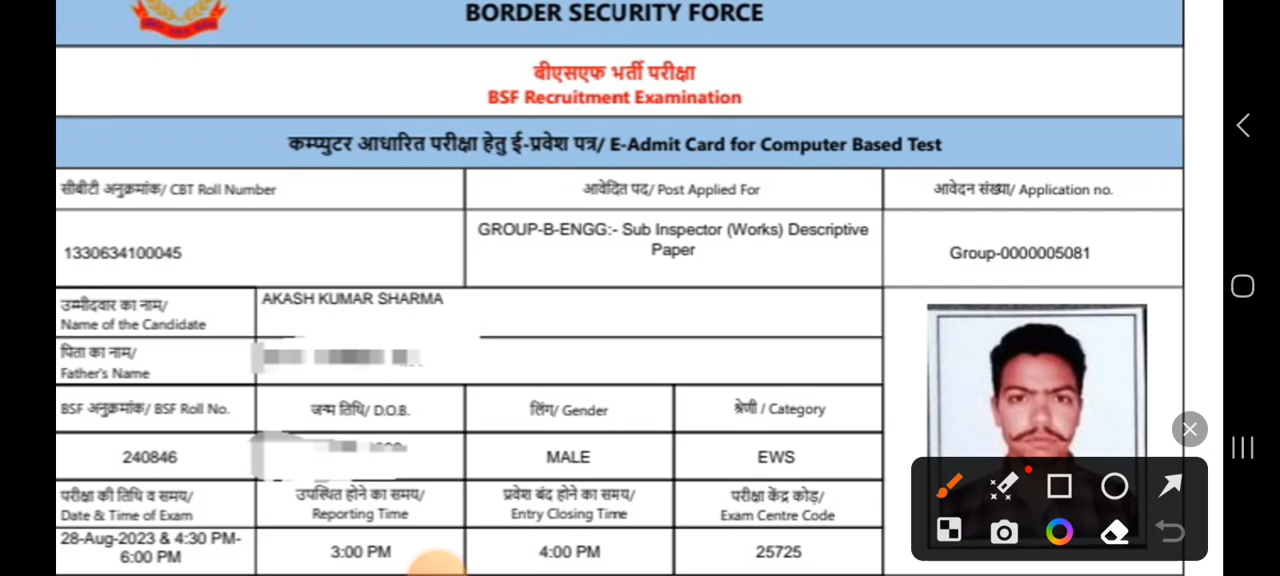 BORDER SECURITY FORCE
बीएसएफ भर्ती परीक्षा
BSF Recruitment Examination
कम्प्युटर आधारित परीक्षा हेतु ई-प्रवेश पत्र/ E-Admit Card for Computer Based Test
सीबीटी अनुक्रमांक/ CBT Roll Number
आवेदित पद/ Post Applied For
आवेदन संख्या/ Application no.
1330634100045
GROUP-B-ENGG:- Sub Inspector (Works) Descriptive
Paper
Group-0000005081
उम्मीदवार का नाम/
Name of the Candidate
AKASH KUMAR SHARMA
पिता का नाम/
Father's Name
BSF अनुक्रमांक/ BSF Roll No.
जन्म तिथि/ D.O.B.
लिंग/ Gender
श्रेणी / Category
240846
MALE
EWS
परीक्षा की तिथि व समय/
Date & Time of Exam
उपस्थित होने का समय/
Reporting Time
प्रवेश बंद होने का समय/
Entry Closing Time
परीक्षा केंद्र कोड़/
Exam Centre Code
28-Aug-2023 & 4:30 PM-
6:00 PM
3:00 PM
4:00 PM
25725